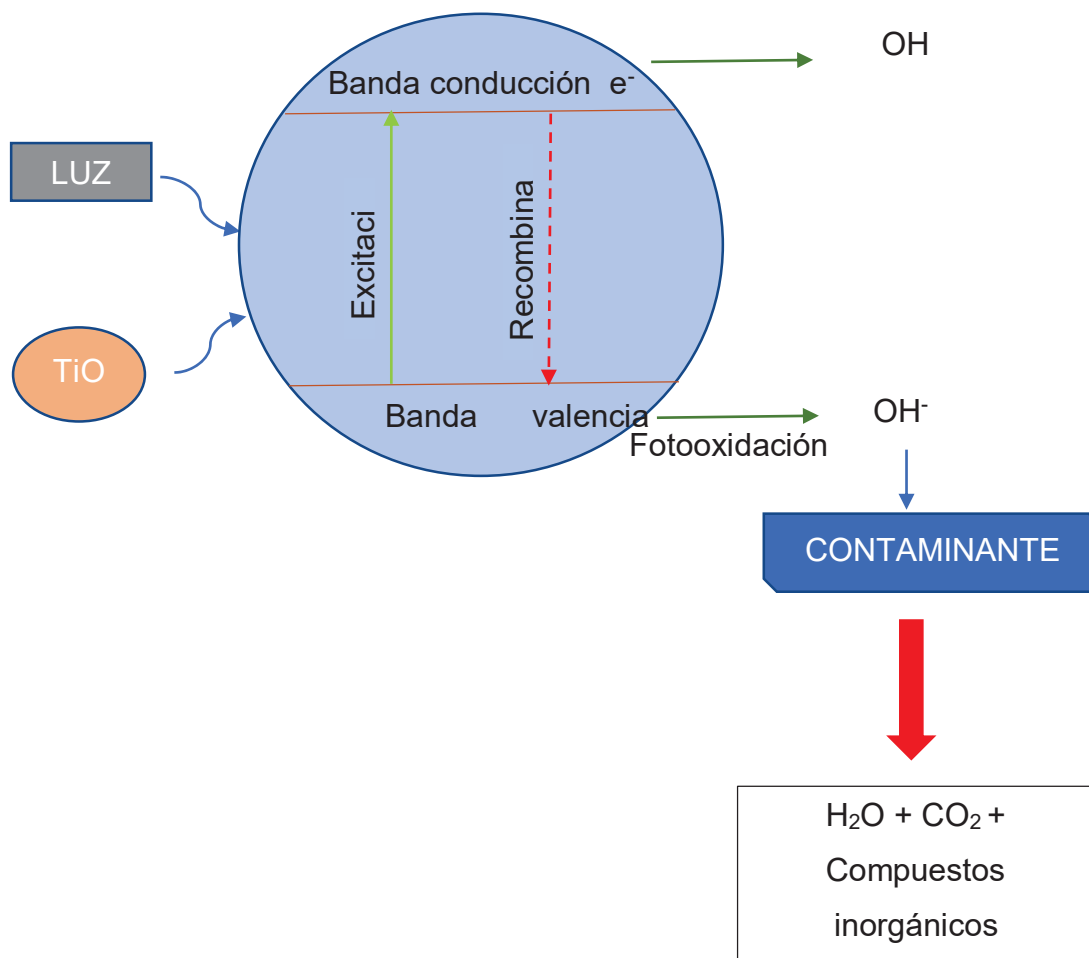 OH
Banda conducción e-
LUZ
Excitaci
Recombina
TiO
Banda valencia
OH-
Fotooxidación
CONTAMINANTE
H₂O + CO₂ +
Compuestos
inorgánicos